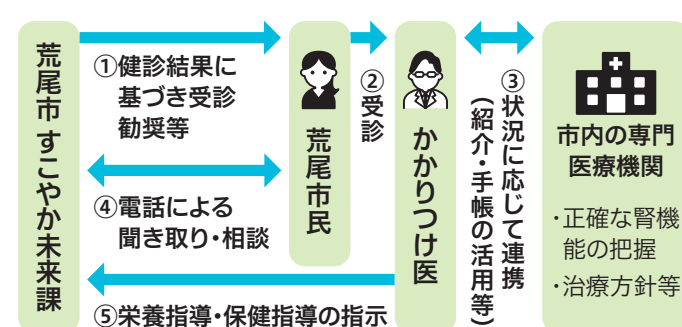 荒尾市 すこやか未来課
①健診結果に
基づき受診
勧奨等
④電話による
聞き取り・相談
⑤栄養指導・保健指導の指示
荒尾市民
②受診
かかりつけ医
③状況に応じて連携
(紹介・手帳の活用等)
市内の専門
医療機関
・正確な腎機
能の把握
・治療方針等